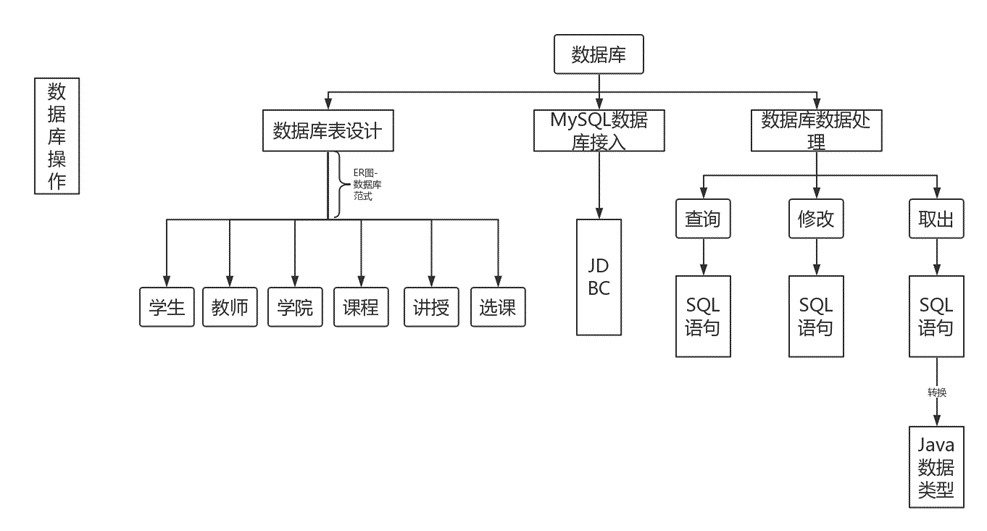 数据库
数
据
库
操
作
数据库表设计
MySQL数据
库接入
数据库数据处
理
ER图-
数据库
范式
查询
修改
取出
JD
BC
学生
教师
学院
课程
讲授
选课
SQL
语句
SQL
语句
SQL
语句
转换
Java
数据
类型